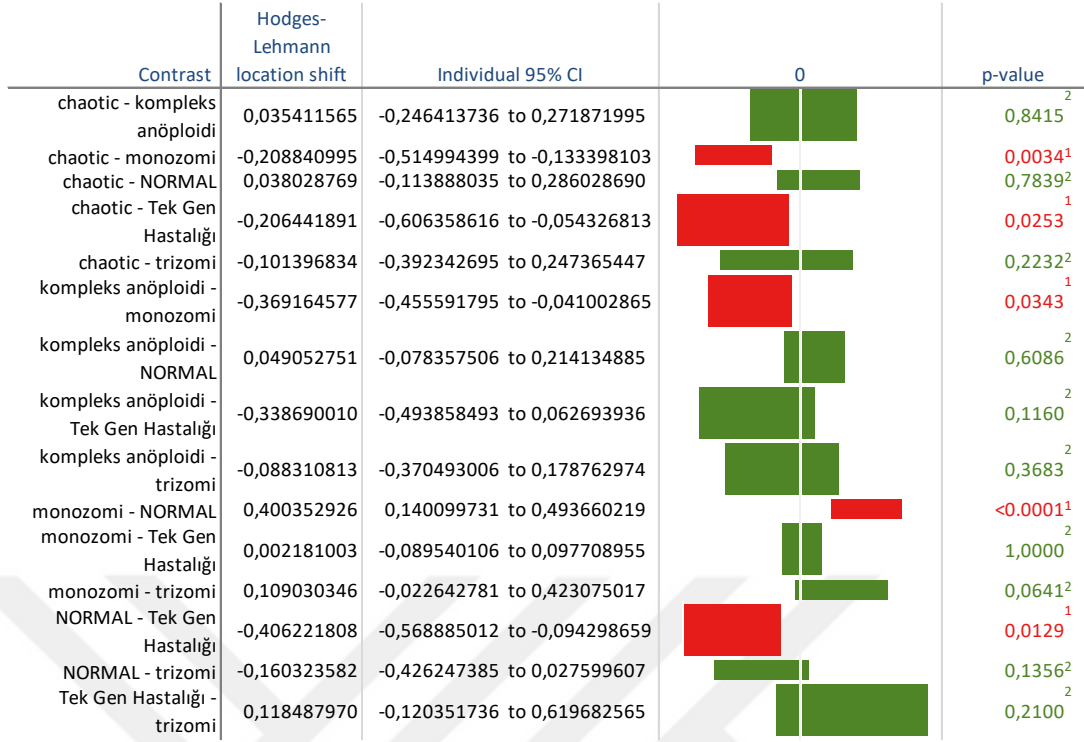 Hodges-
Lehmann
Contrast location shift Individual 95% CI 0 p-value
chaotic - kompleks
anöploidi 0,035411565 -0,246413736 to 0,271871995 0,8415²
chaotic - monozomi -0,208840995 -0,514994399 to -0,133398103 0,0034¹
chaotic - NORMAL 0,038028769 -0,113888035 to 0,286028690 0,7839²
chaotic - Tek Gen
Hastalığı -0,206441891 -0,606358616 to -0,054326813 0,0253¹
chaotic - trizomi -0,101396834 -0,392342695 to 0,247365447 0,2232²
kompleks anöploidi -
monozomi -0,369164577 -0,455591795 to -0,041002865 0,0343¹
kompleks anöploidi -
NORMAL 0,049052751 -0,078357506 to 0,214134885 0,6086²
kompleks anöploidi -
Tek Gen Hastalığı -0,338690010 -0,493858493 to 0,062693936 0,1160²
kompleks anöploidi -
trizomi -0,088310813 -0,370493006 to 0,178762974 0,3683²
monozomi - NORMAL 0,400352926 0,140099731 to 0,493660219 <0.0001¹
monozomi - Tek Gen
Hastalığı 0,002181003 -0,089540106 to 0,097708955 1,0000²
monozomi - trizomi 0,109030346 -0,022642781 to 0,423075017 0,0641²
NORMAL - Tek Gen
Hastalığı -0,406221808 -0,568885012 to -0,094298659 0,0129¹
NORMAL - trizomi -0,160323582 -0,426247385 to 0,027599607 0,1356²
Tek Gen Hastalığı -
trizomi 0,118487970 -0,120351736 to 0,619682565 0,2100²